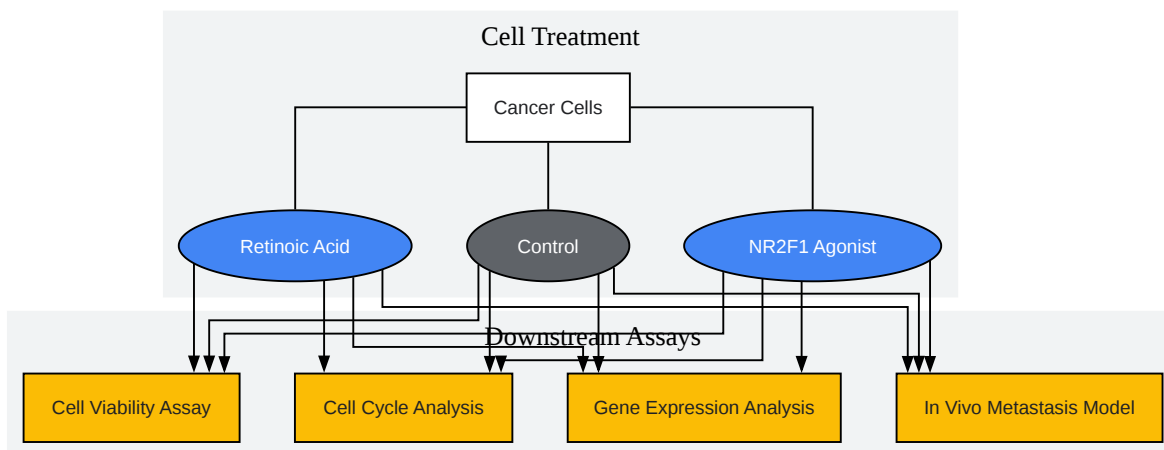 Cell Treatment
Cancer Cells
Retinoic Acid
Control
NR2F1 Agonist
Downstream Assays
Cell Viability Assay
Cell Cycle Analysis
Gene Expression Analysis
In Vivo Metastasis Model